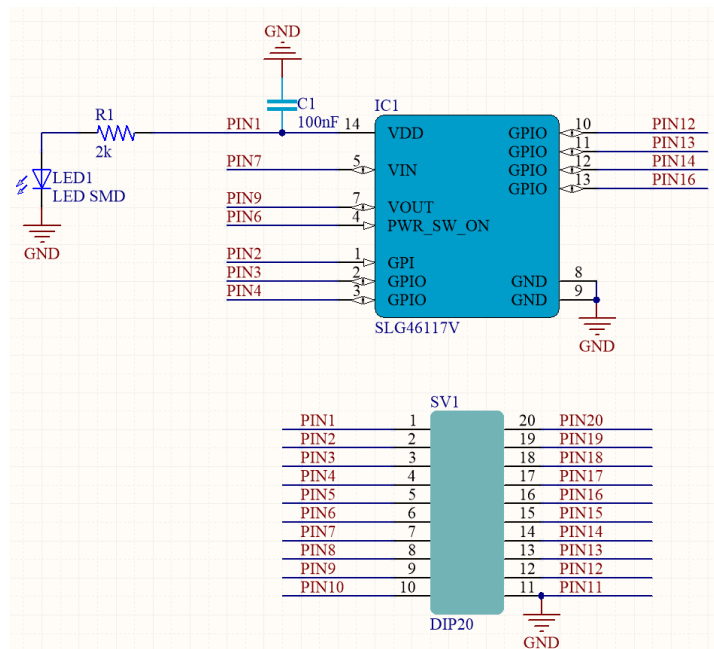 GND
C1
100nF
R1
2k
LED1
LED SMD
GND
IC1
PIN1 14 VDD GPIO 10 PIN12
GPIO 11 PIN13
PIN7 5 VIN GPIO 12 PIN14
GPIO 13 PIN16
PIN9 7 VOUT
PIN6 4 PWR_SW_ON
PIN2 1 GPI
PIN3 2 GPIO GND 8
PIN4 3 GPIO GND 9
SLG46117V
GND
SV1
PIN1 1 20 PIN20
PIN2 2 19 PIN19
PIN3 3 18 PIN18
PIN4 4 17 PIN17
PIN5 5 16 PIN16
PIN6 6 15 PIN15
PIN7 7 14 PIN14
PIN8 8 13 PIN13
PIN9 9 12 PIN12
PIN10 10 11 PIN11
DIP20
GND